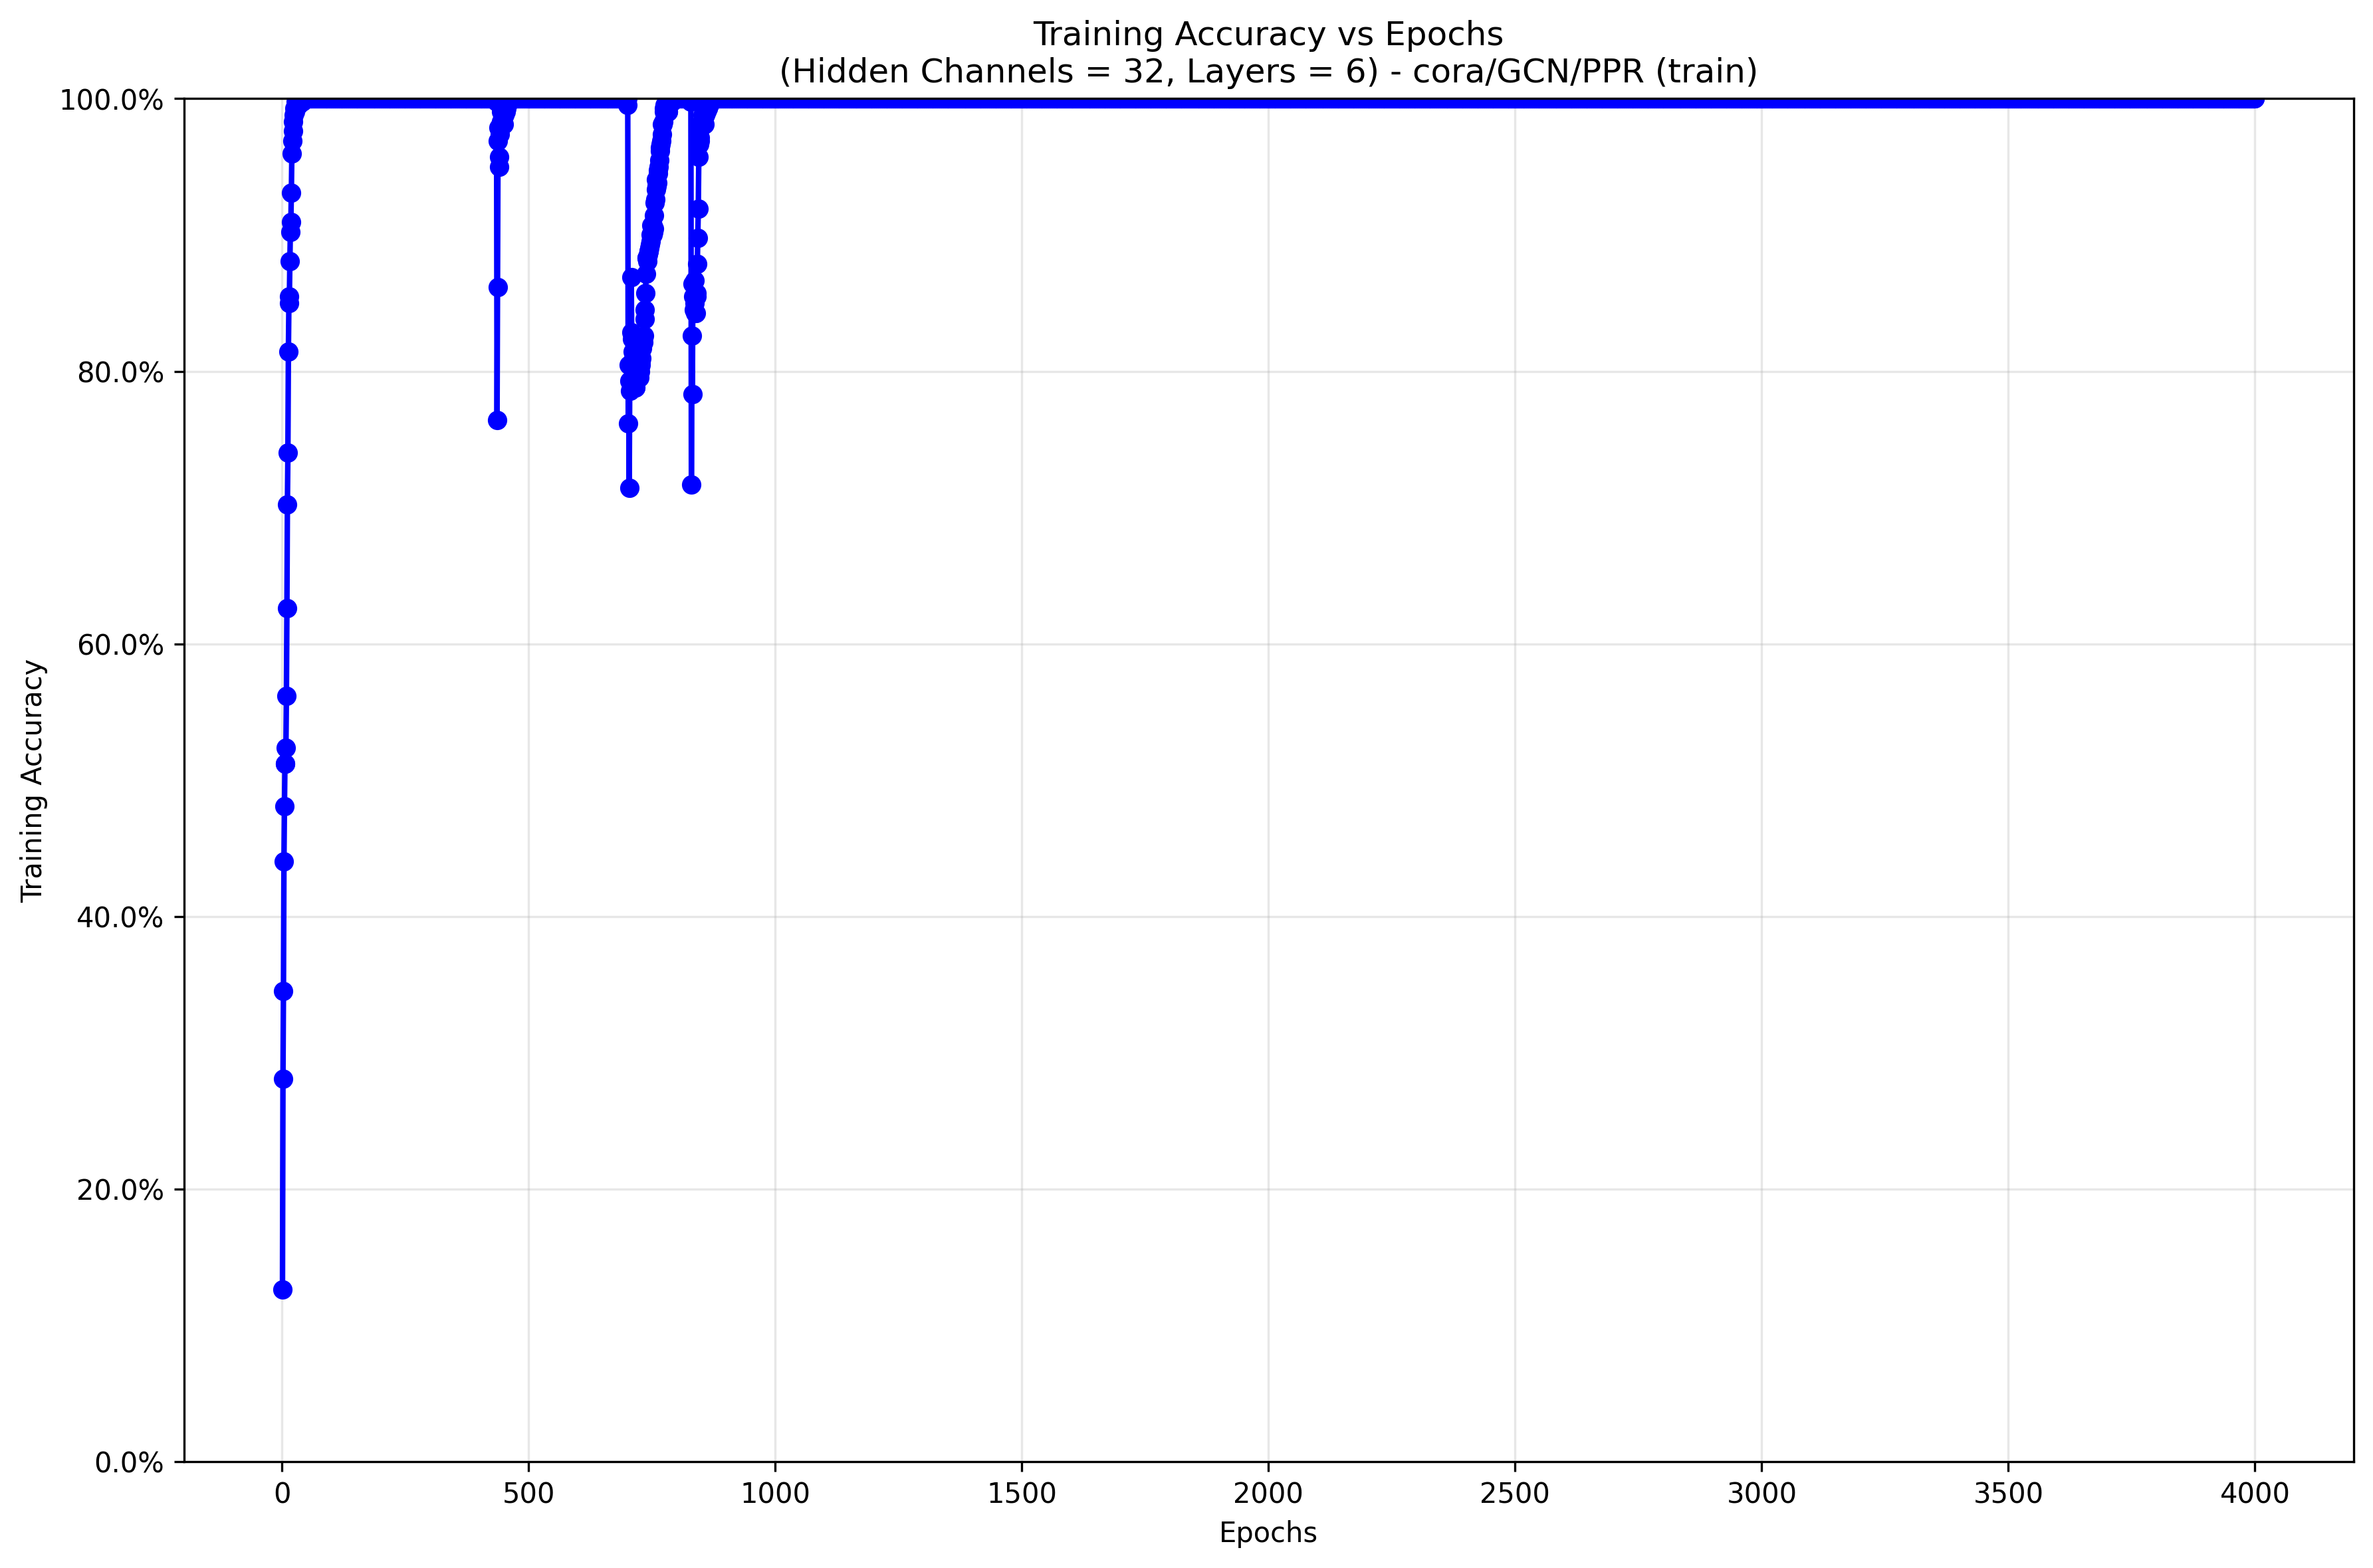 Training Accuracy vs Epochs
(Hidden Channels = 32, Layers = 6) - cora/GCN/PPR (train)
100.0%
80.0%
60.0%
40.0%
20.0%
0.0%
Training Accuracy
0 500 1000 1500 2000 2500 3000 3500 4000
Epochs